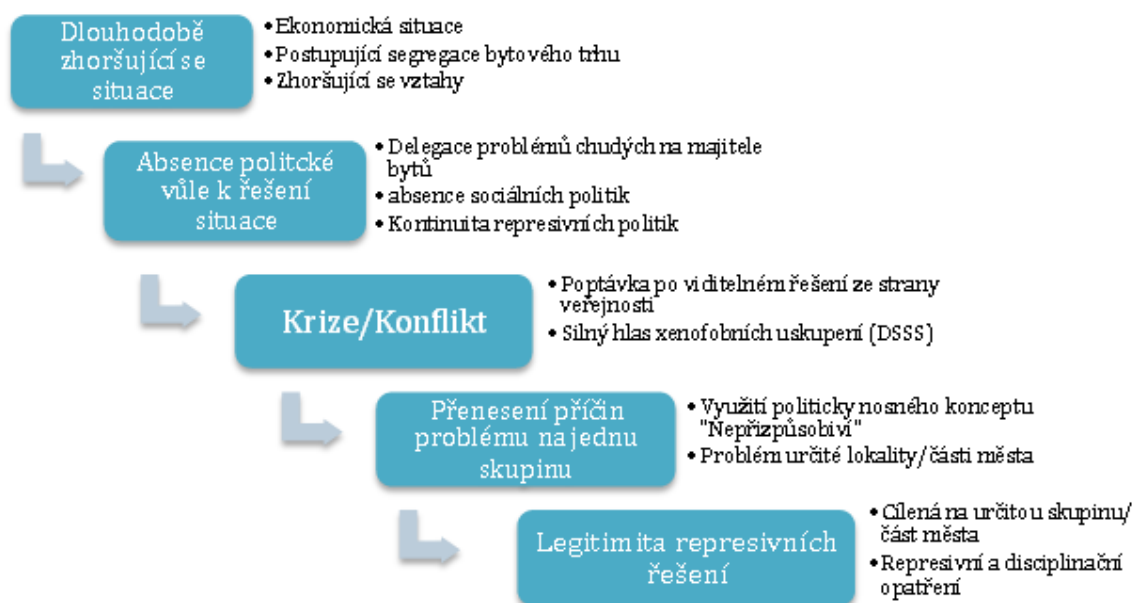 Dlouhodobě
zhoršující se
situace
• Ekonomická situace
• Postupující segregace bytového trhu
• Zhoršující se vztahy
Absence politcké
vůle k řešení
situace
• Delegace problémů chudých na majitele
bytů
• absence sociálních politik
• Kontinuita represivních politik
Krize/Konflikt
• Poptávka po viditelném řešení ze strany
veřejnosti
• Silný hlas xenofobních uskupení (DSSS)
Přenesení příčin
problému na jednu
skupinu
• Využití politicky nosného konceptu
"Nepřizpůsobiví"
• Problém určité lokality/části města
Legitimita represivních
řešení
• Cílená na určitou skupinu/
část města
• Represivní a disciplinační
opatření